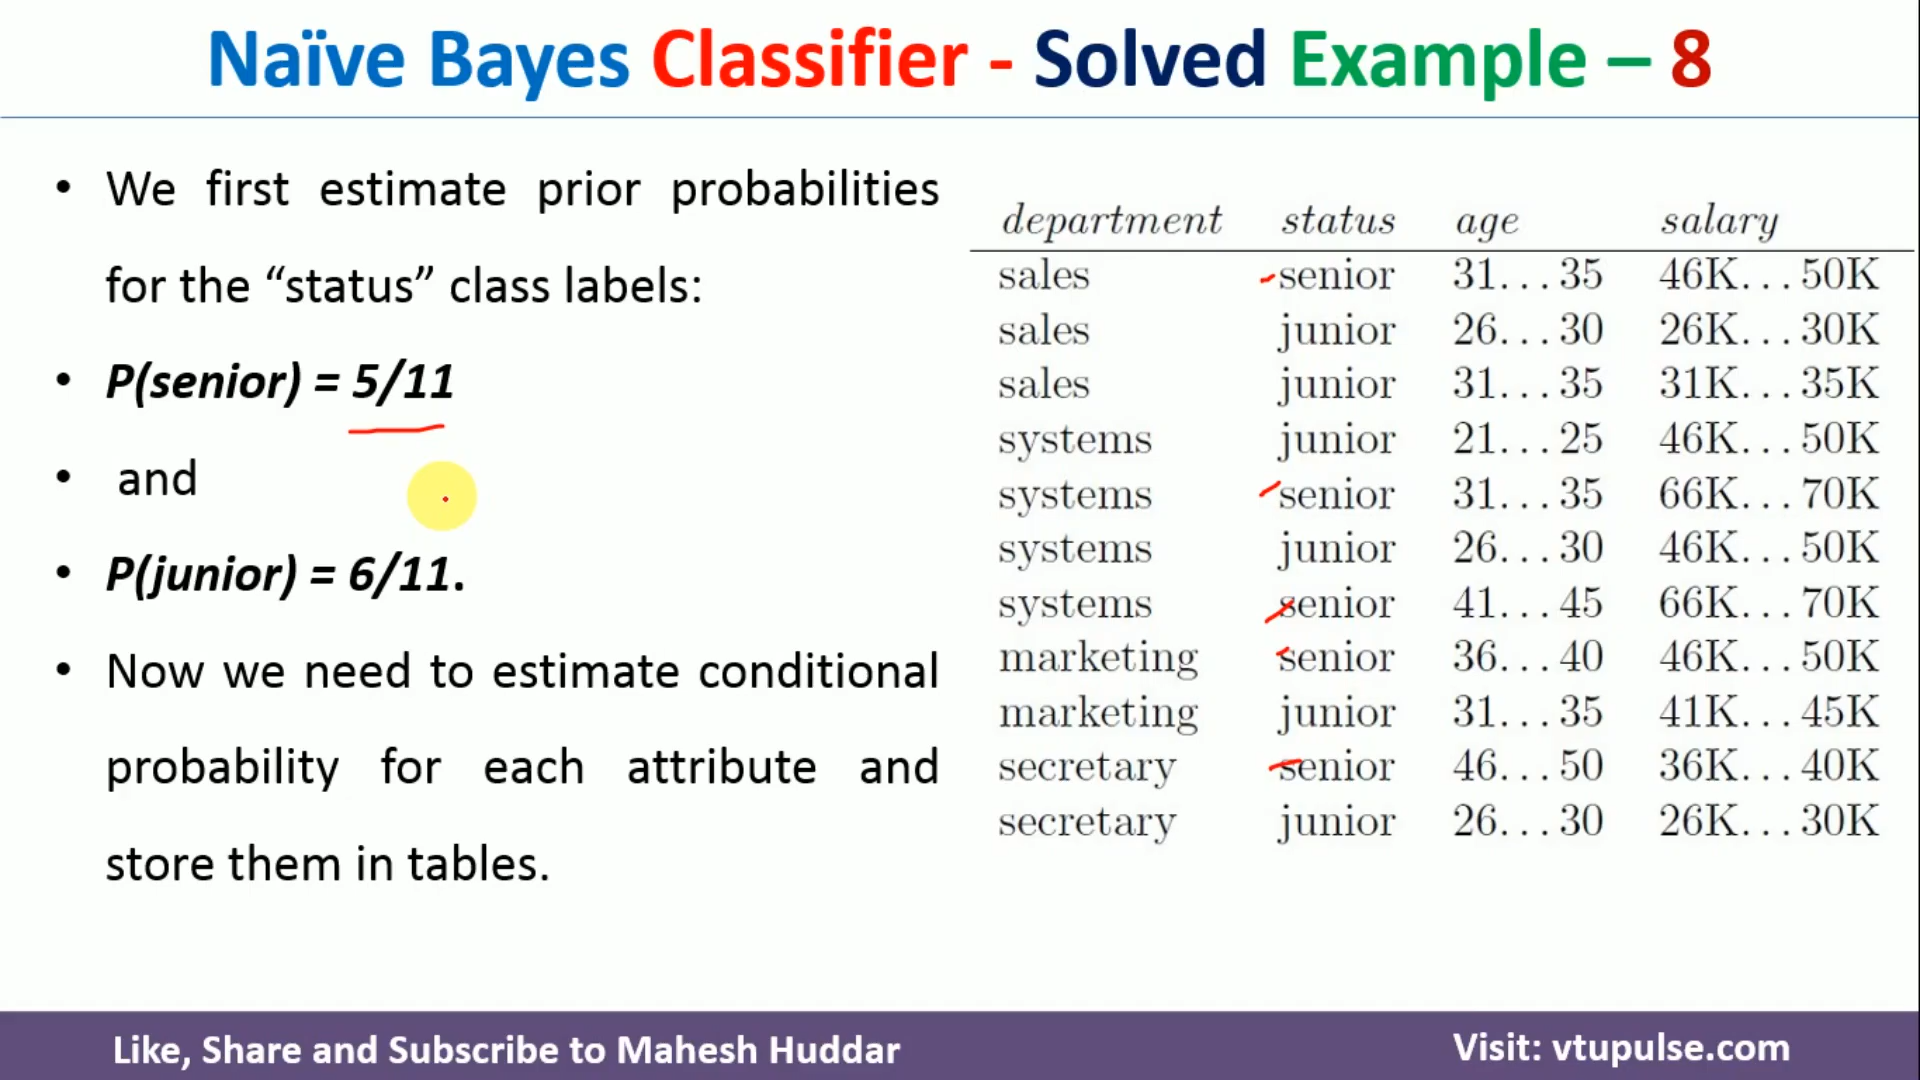 Naïve Bayes Classifier - Solved Example – 8
• We first estimate prior probabilities
for the “status” class labels:
• P(senior) = 5/11
• and
• P(junior) = 6/11.
• Now we need to estimate conditional
probability for each attribute and
store them in tables.
department status age salary
sales senior 31...35 46K...50K
sales junior 26...30 26K...30K
sales junior 31...35 31K...35K
systems junior 21...25 46K...50K
systems senior 31...35 66K...70K
systems junior 26...30 46K...50K
systems senior 41...45 66K...70K
marketing senior 36...40 46K...50K
marketing junior 31...35 41K...45K
secretary senior 46...50 36K...40K
secretary junior 26...30 26K...30K
Like, Share and Subscribe to Mahesh Huddar
Visit: vtupulse.com